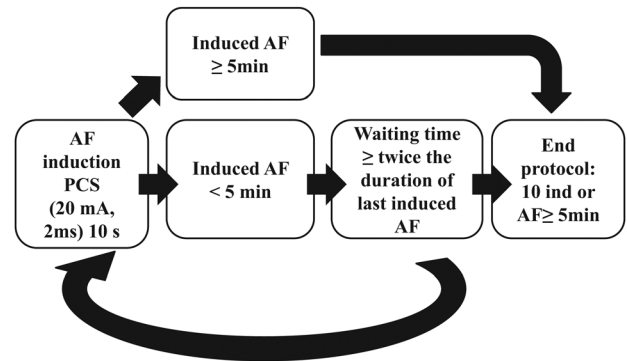 Induced AF
≥ 5min
AF
induction
PCS
(20 mA,
2ms) 10 s
Induced AF
< 5 min
Waiting time
≥ twice the
duration of
last induced
AF
End
protocol:
10 ind or
AF≥ 5min